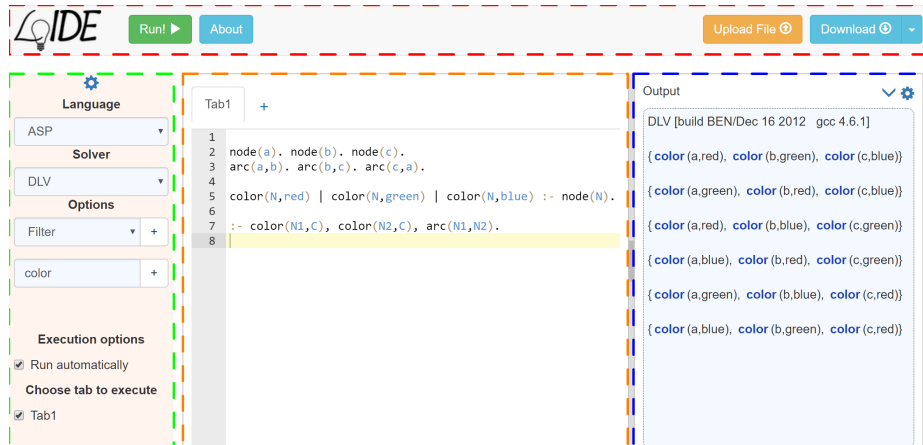 LOIDE
Run!
About
Upload File
Download
Language
ASP
Solver
DLV
Options
Filter
+
color
+
Execution options
Run automatically
Choose tab to execute
Tab1
Tab1
+
1
2 node(a). node(b). node(c).
3 arc(a,b). arc(b,c). arc(c,a).
4
5 color(N,red) | color(N,green) | color(N,blue) :- node(N).
6
7 :- color(N1,C), color(N2,C), arc(N1,N2).
8
Output
DLV [build BEN/Dec 16 2012 gcc 4.6.1]
{color(a,red), color(b,green), color(c,blue)}
{color(a,green), color(b,red), color(c,blue)}
{color(a,red), color(b,blue), color(c,green)}
{color(a,blue), color(b,red), color(c,green)}
{color(a,green), color(b,blue), color(c,red)}
{color(a,blue), color(b,green), color(c,red)}